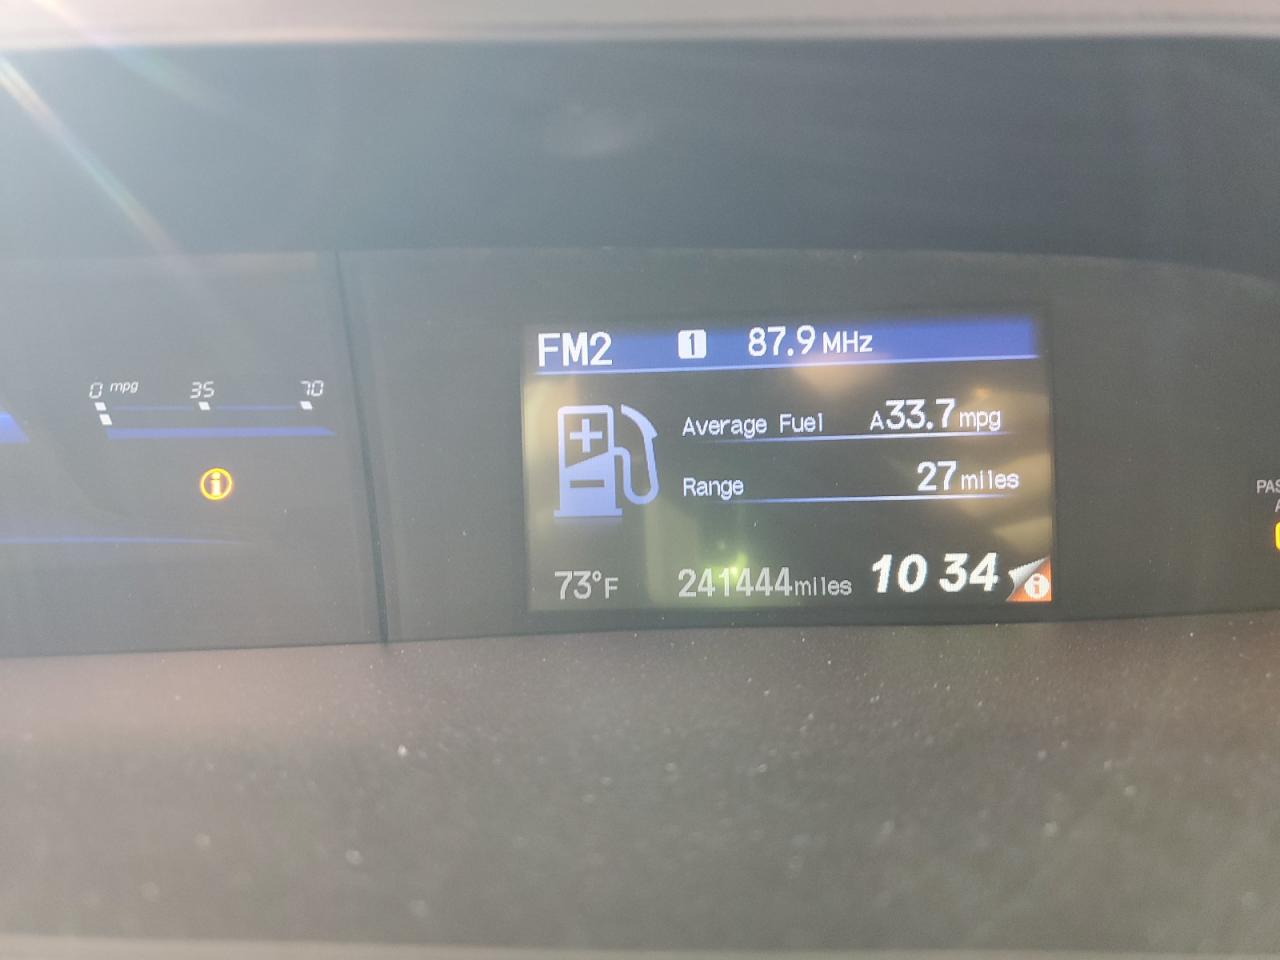 FM2 1 87.9 MHz
0 mpg 35 70
Average Fuel A33.7 mpg
Range 27 miles
73°F 241444 miles 10 34 i
i
PAS
A